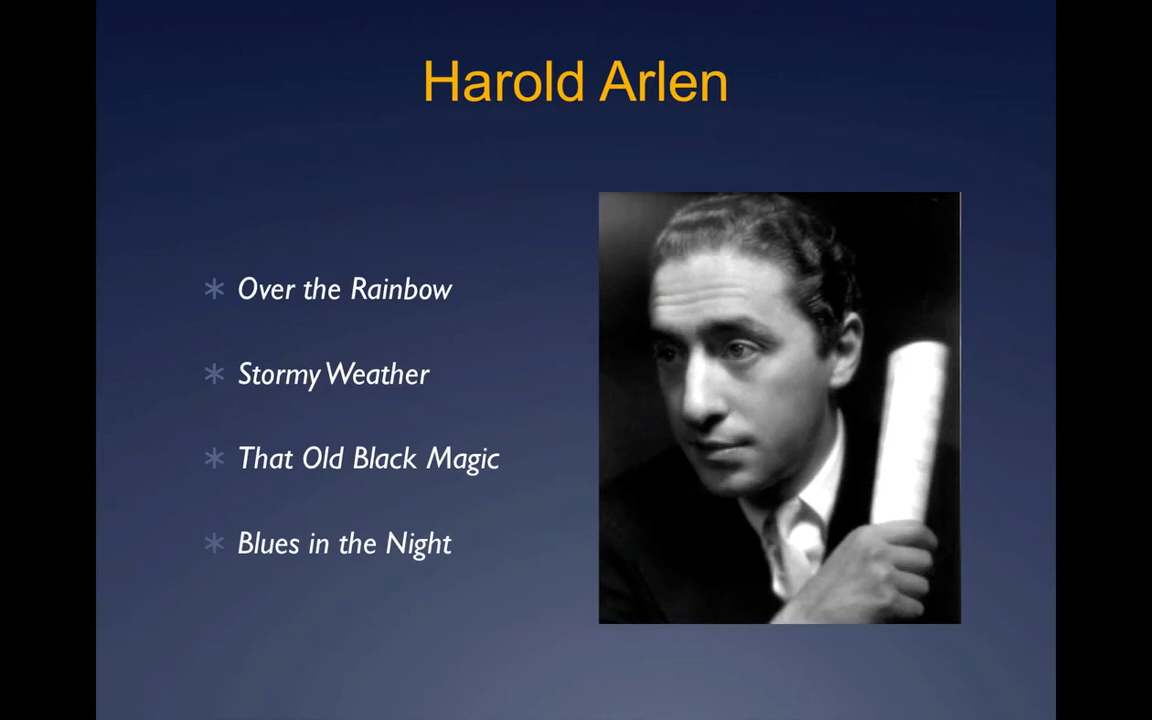 Harold Arlen
Over the Rainbow
Stormy Weather
That Old Black Magic
Blues in the Night